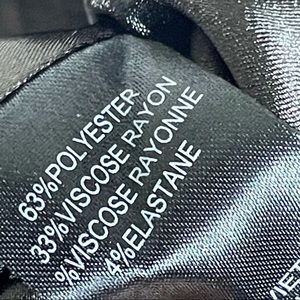 63%POLYESTER
33%VISCOSE RAYON
%VISCOSE RAYONNE
4%ELASTANE